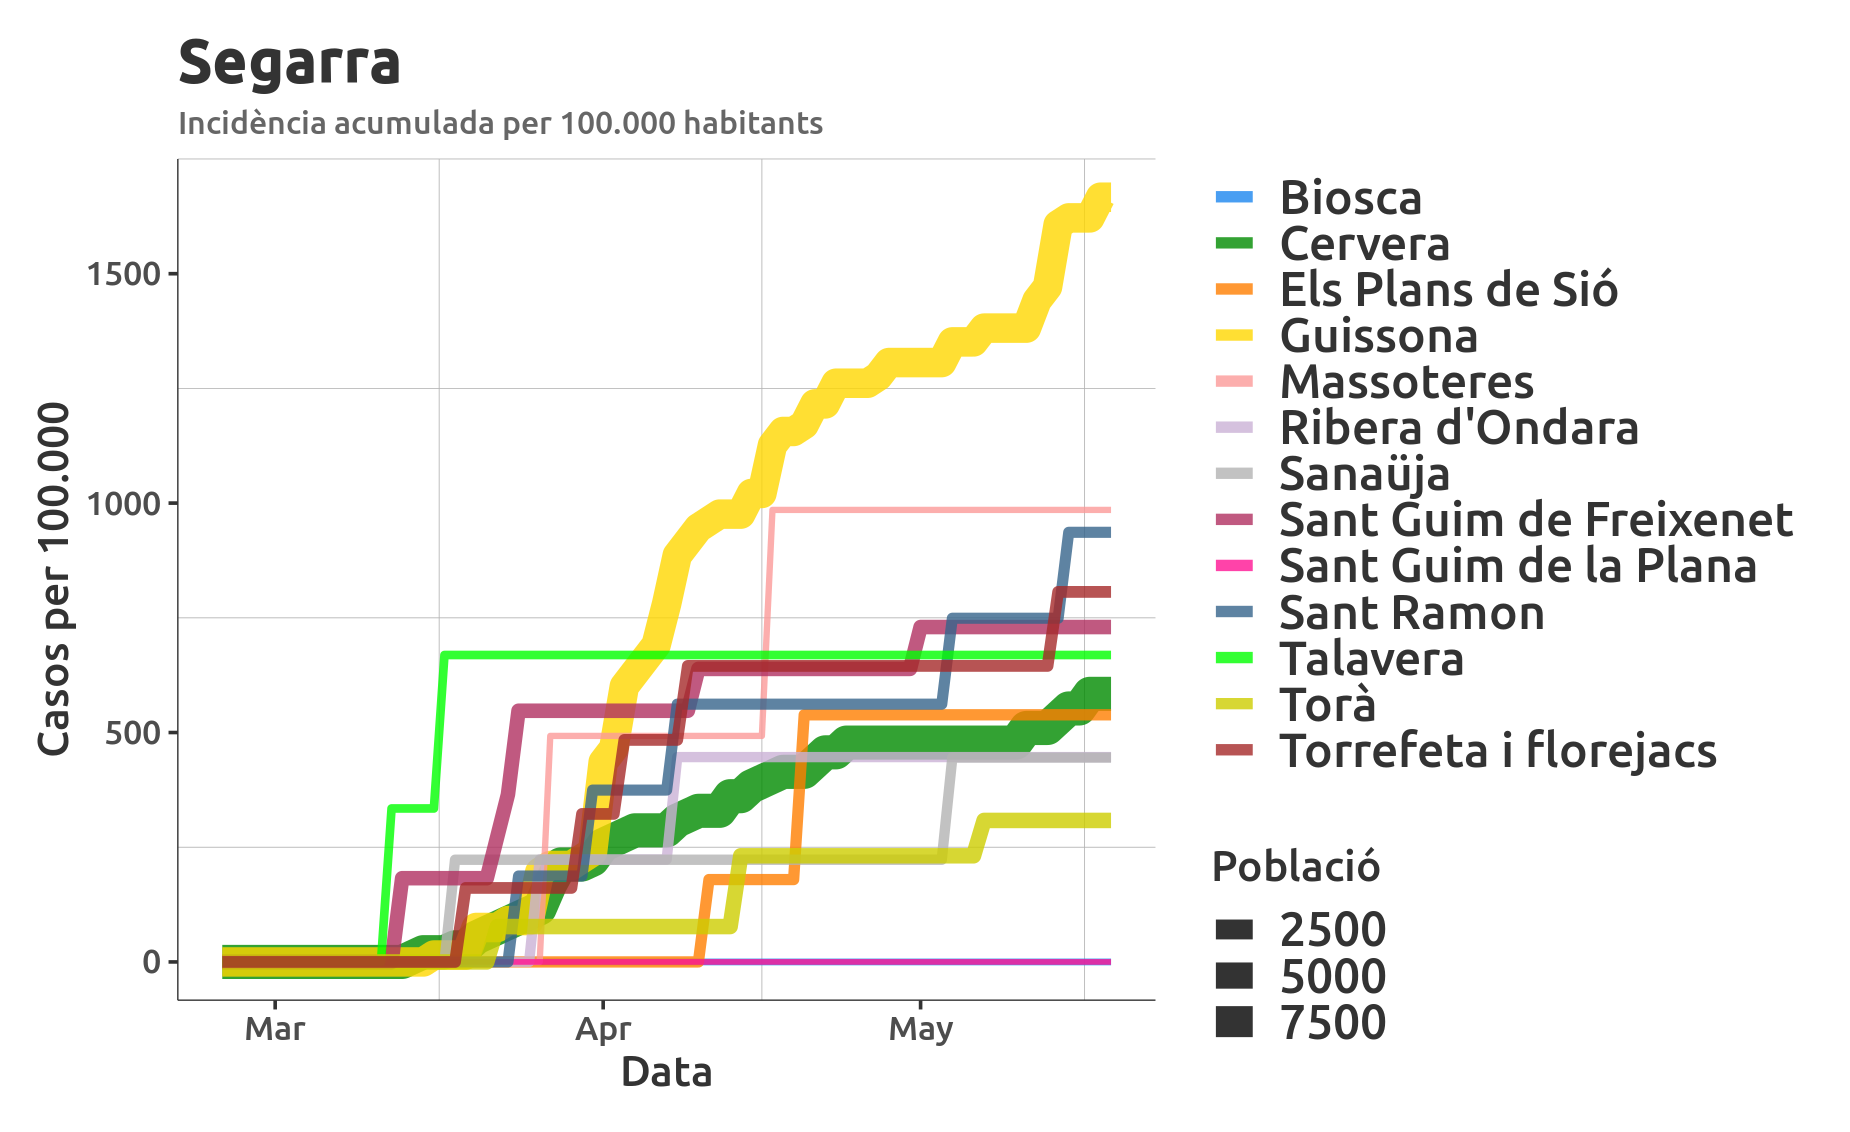 Segarra
Incidència acumulada per 100.000 habitants
Casos per 100.000
1500
1000
500
0
Mar
Apr
May
Data
Biosca
Cervera
Els Plans de Sió
Guissona
Massoteres
Ribera d'Ondara
Sanaüja
Sant Guim de Freixenet
Sant Guim de la Plana
Sant Ramon
Talavera
Torà
Torrefeta i florejacs
Població
2500
5000
7500